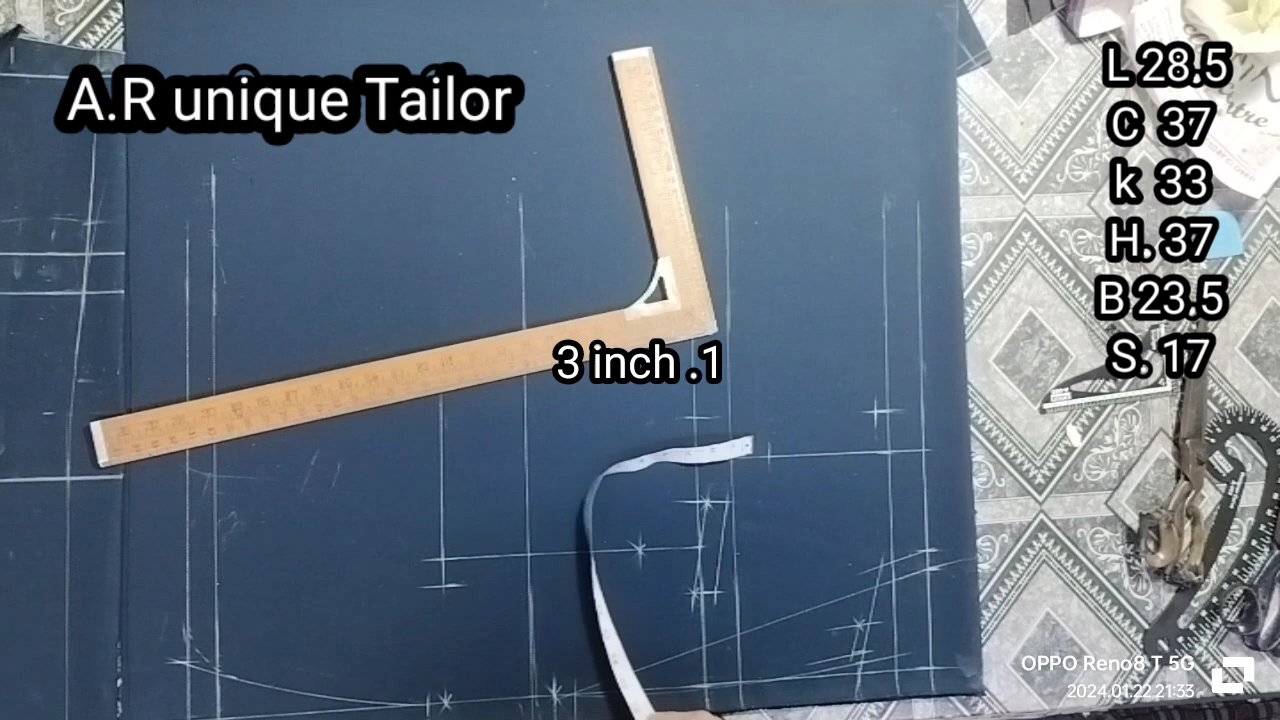 A.R unique Tailor
L 28.5
C 37
k 33
H. 37
B 23.5
S. 17
3 inch .1
OPPO Reno8 T 5G
2024.01.22 21:33